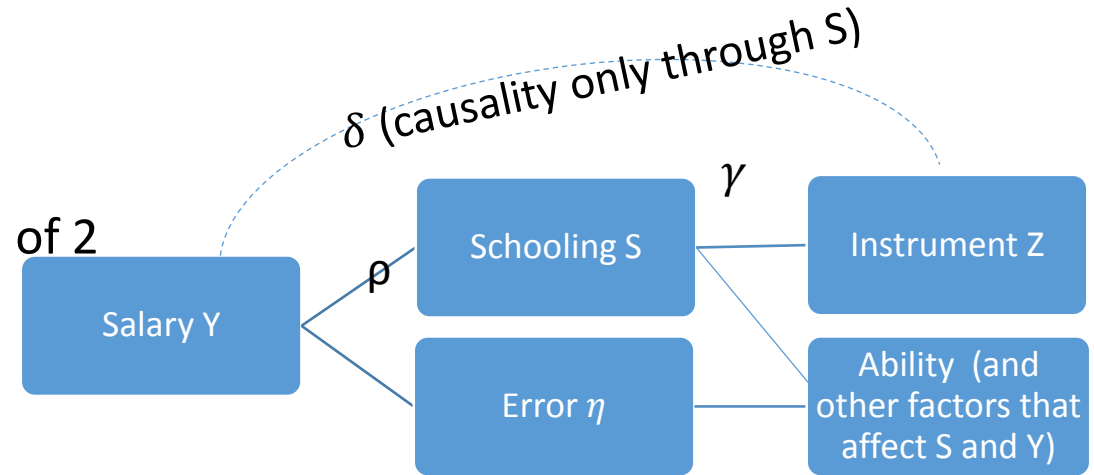 δ (causality only through S)
γ
of 2
ρ
Schooling S
Instrument Z
Salary Y
Error η
Ability (and
other factors that
affect S and Y)